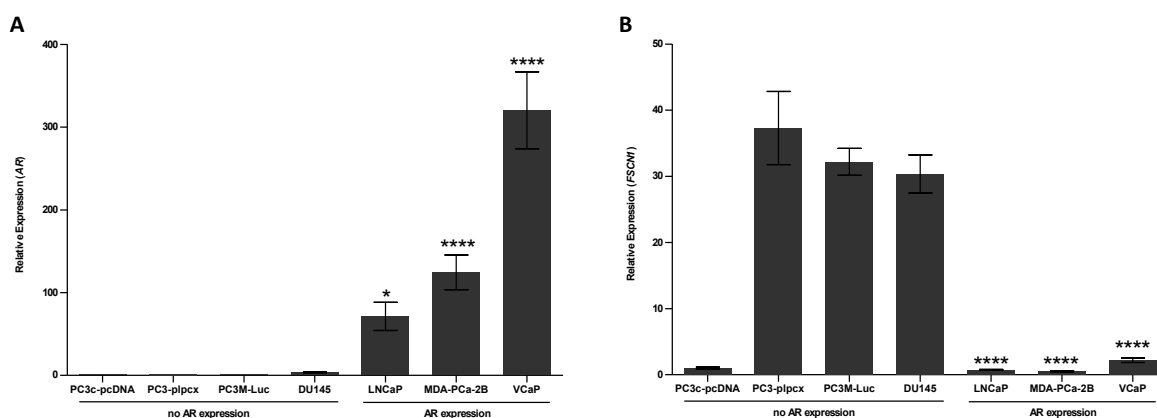 A
Relative Expression (AR)
400
300
200
100
0
* **** ****
PC3c-pcDNA PC3-plpcx PC3M-Luc DU145 LNCaP MDA-PCa-2B VCaP
no AR expression AR expression
B
Relative Expression (FSCN1)
50
40
30
20
10
0
**** **** ****
PC3c-pcDNA PC3-plpcx PC3M-Luc DU145 LNCaP MDA-PCa-2B VCaP
no AR expression AR expression